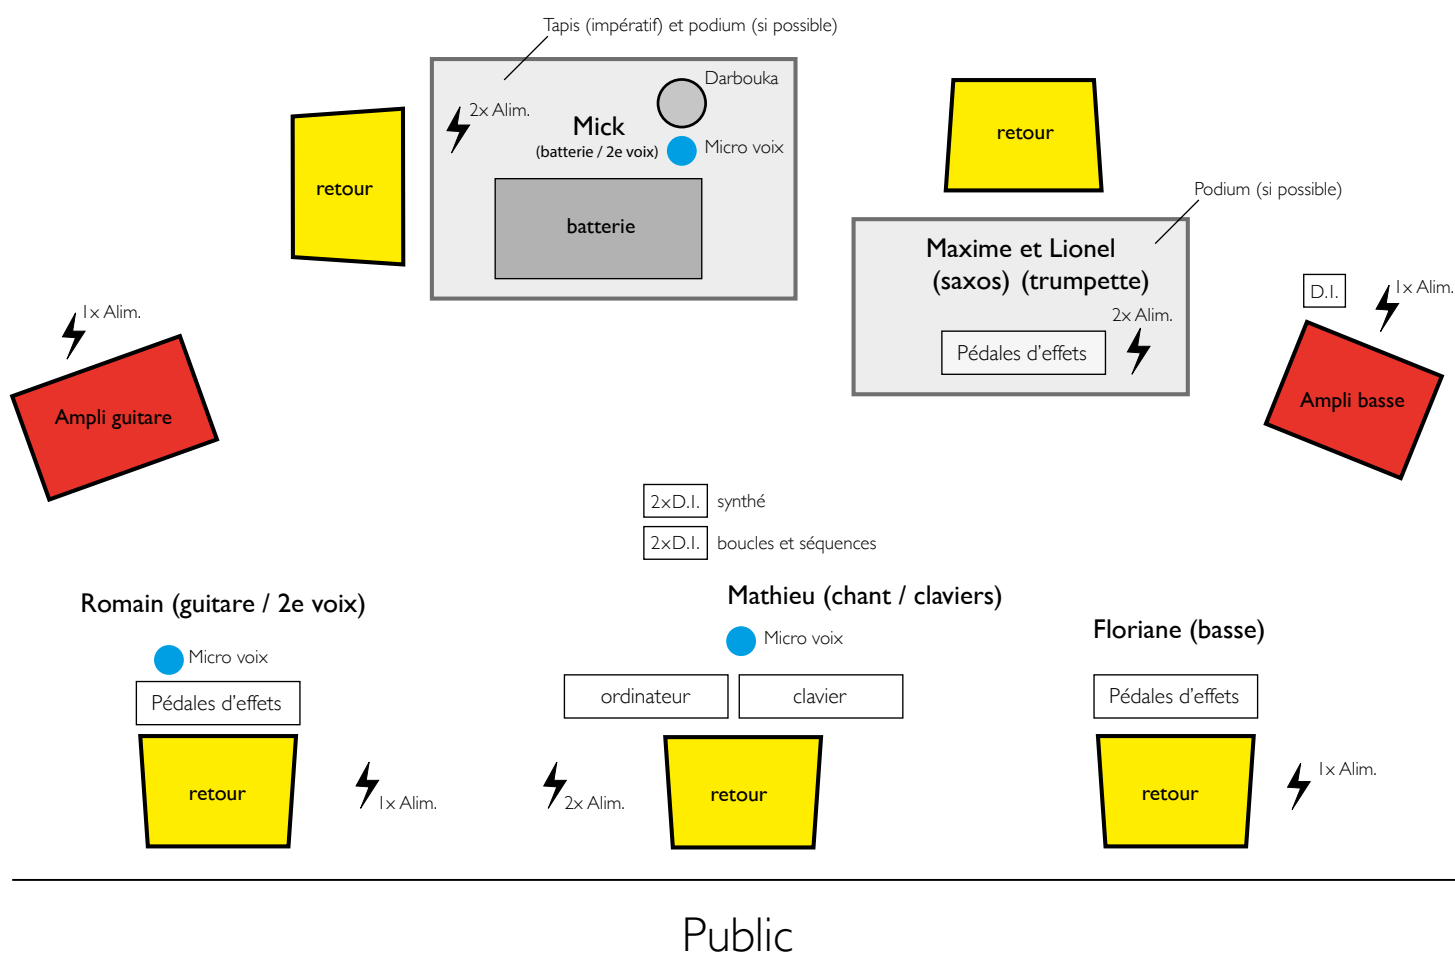 Tapis (impératif) et podium (si possible)
Darbouka
2x Alim.
Mick
(batterie / 2e voix)
Micro voix
retour
batterie
retour
Podium (si possible)
Maxime et Lionel
(saxos) (trumpette)
2x Alim.
Pédales d'effets
D.I.
1x Alim.
Ampli basse
1x Alim.
Ampli guitare
2xD.I. synthé
2xD.I. boucles et séquences
Romain (guitare / 2e voix)
Micro voix
Pédales d'effets
retour
1x Alim.
Mathieu (chant / claviers)
Micro voix
ordinateur
clavier
2x Alim.
retour
Floriane (basse)
Pédales d'effets
retour
1x Alim.
Public